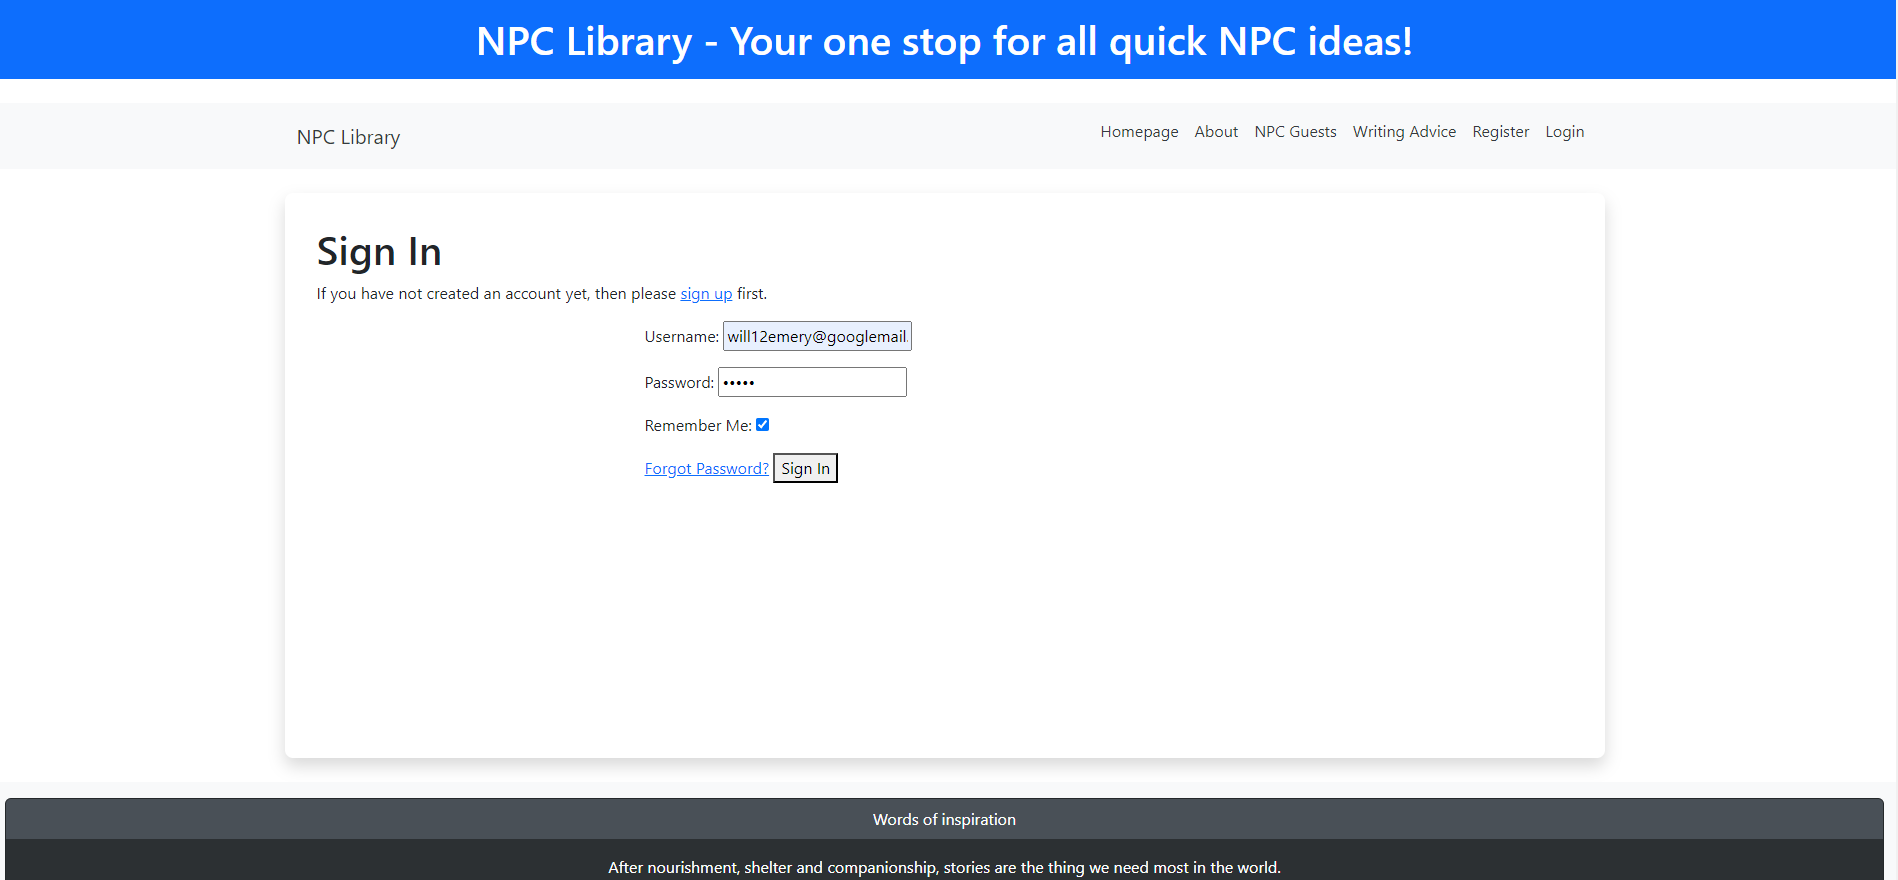 NPC Library - Your one stop for all quick NPC ideas!
NPC Library
Homepage About NPC Guests Writing Advice Register Login
Sign In
If you have not created an account yet, then please sign up first.
Username: will12emery@googlemail.
Password: •••••
Remember Me:
Forgot Password? Sign In
Words of inspiration
After nourishment, shelter and companionship, stories are the thing we need most in the world.